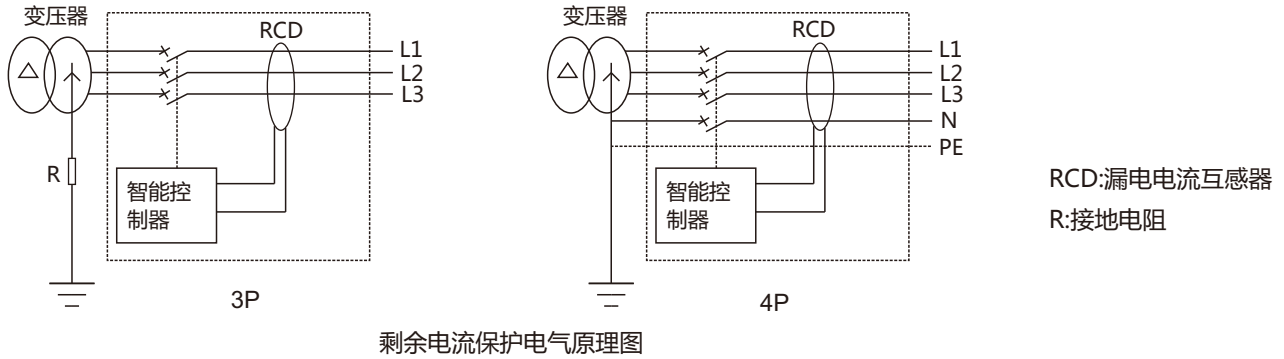 变压器
RCD
L1
L2
L3
R
智能控
制器
3P
变压器
RCD
L1
L2
L3
N
PE
智能控
制器
4P
RCD:漏电电流互感器
R:接地电阻
剩余电流保护电气原理图